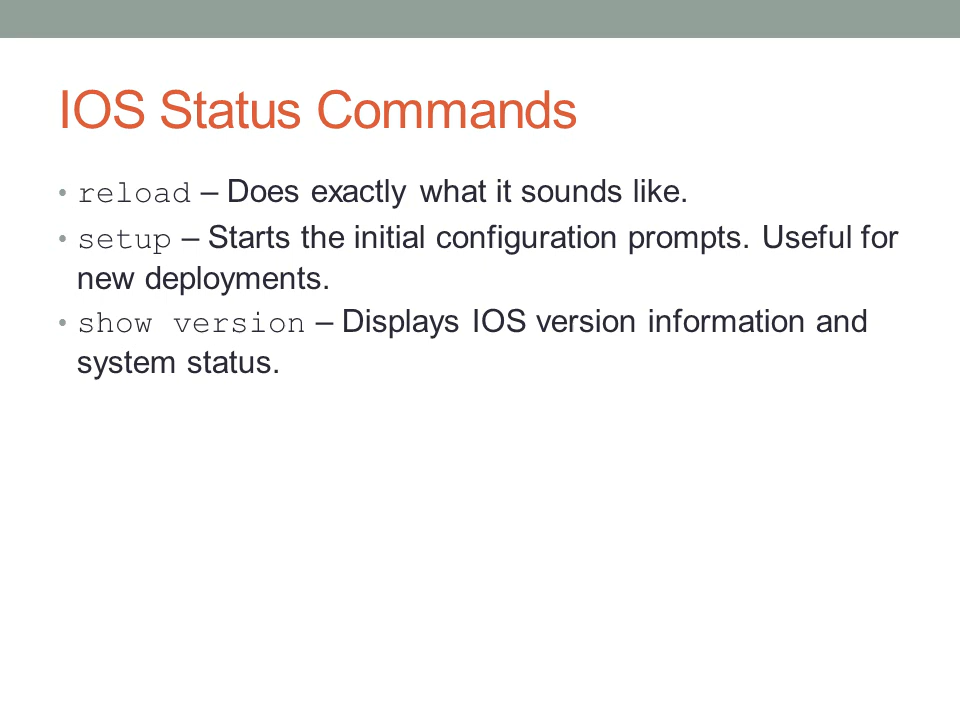 IOS Status Commands
• reload – Does exactly what it sounds like.
• setup – Starts the initial configuration prompts. Useful for
new deployments.
• show version – Displays IOS version information and
system status.